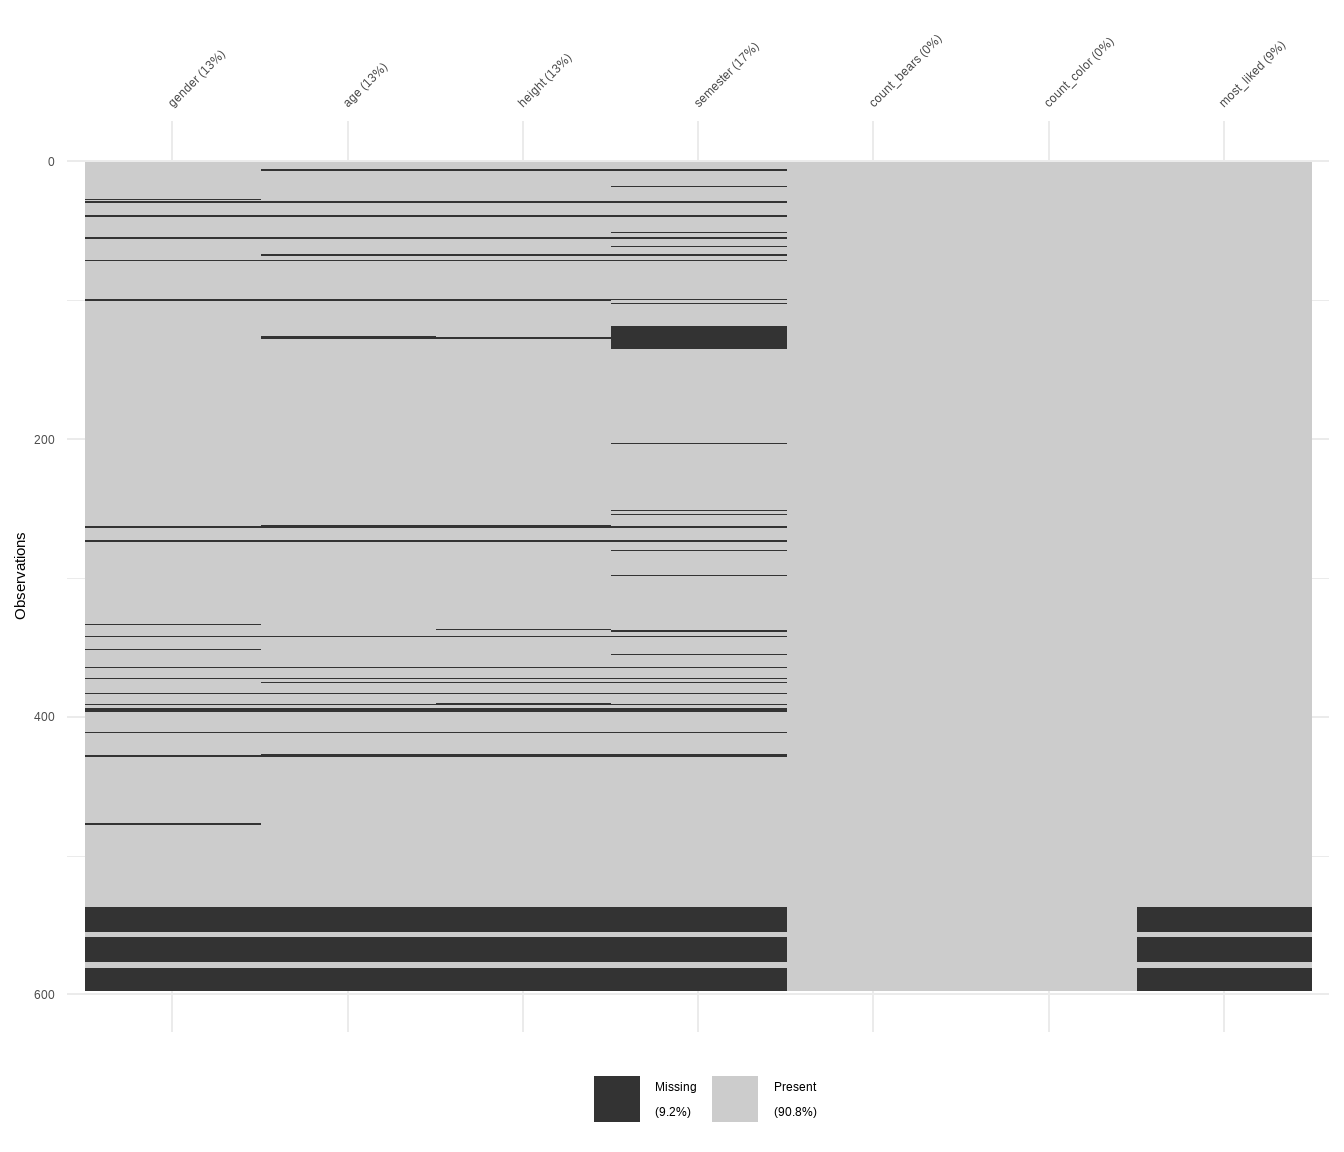 gender (13%)
age (13%)
height (13%)
semester (17%)
count_bears (0%)
count_color (0%)
most_liked (9%)
0
200
400
600
Observations
Missing
(9.2%)
Present
(90.8%)